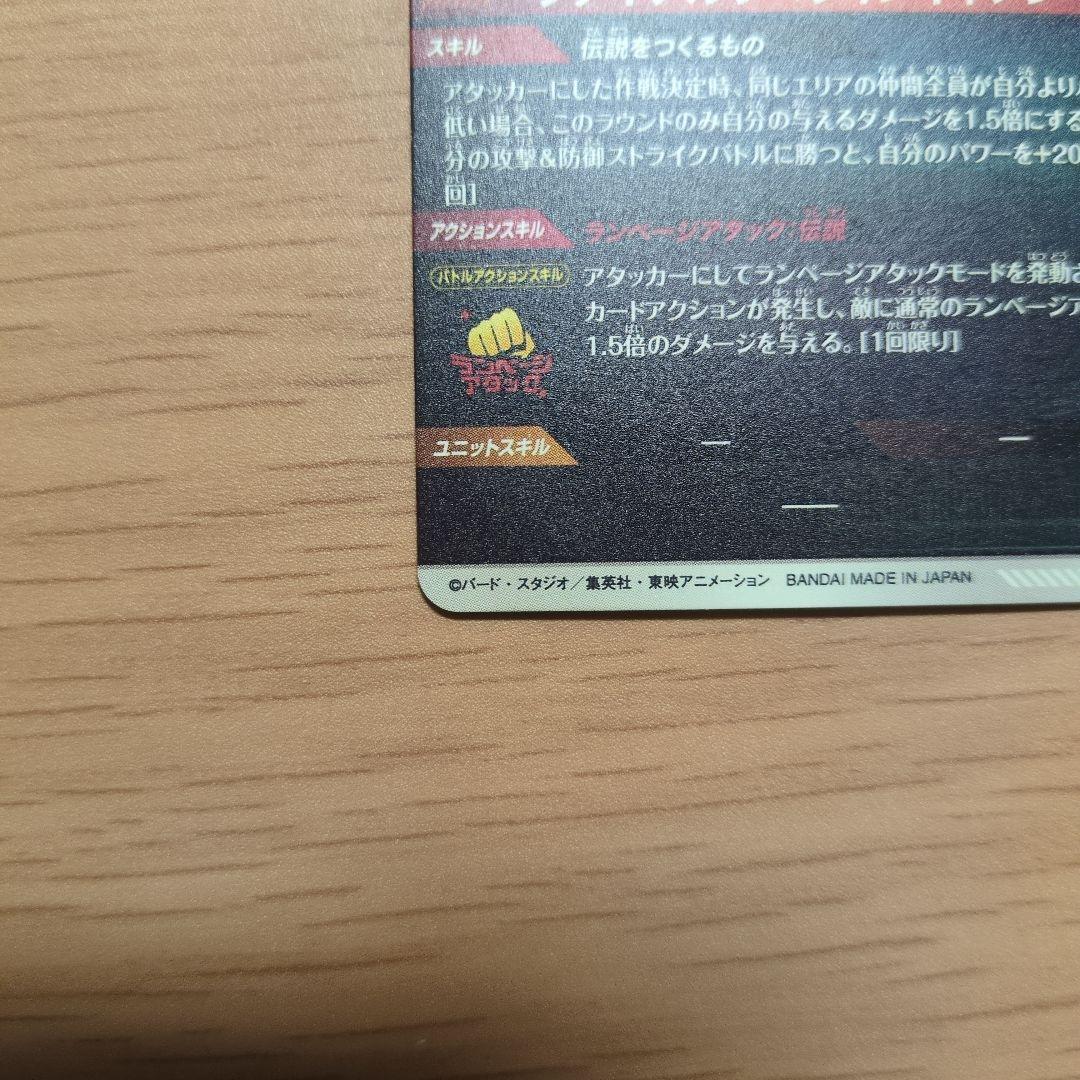 スキル 伝説をつくるもの
アタッカーにした作戦決定時、同じエリアの仲間全員が自分より
低い場合、このラウンドのみ自分の与えるダメージを1.5倍にする
分の攻撃&防御ストライクバトルに勝つと、自分のパワーを+20
回]
アクションスキル ランページアタック:伝説
バトルアクションスキル アタッカーにしてランページアタックモードを発動さ
カードアクションが発生し、敵に通常のランページア
1.5倍のダメージを与える。[1回限り]
ランページ
アタック
ユニットスキル — —
—
©バード・スタジオ/集英社・東映アニメーション BANDAI MADE IN JAPAN